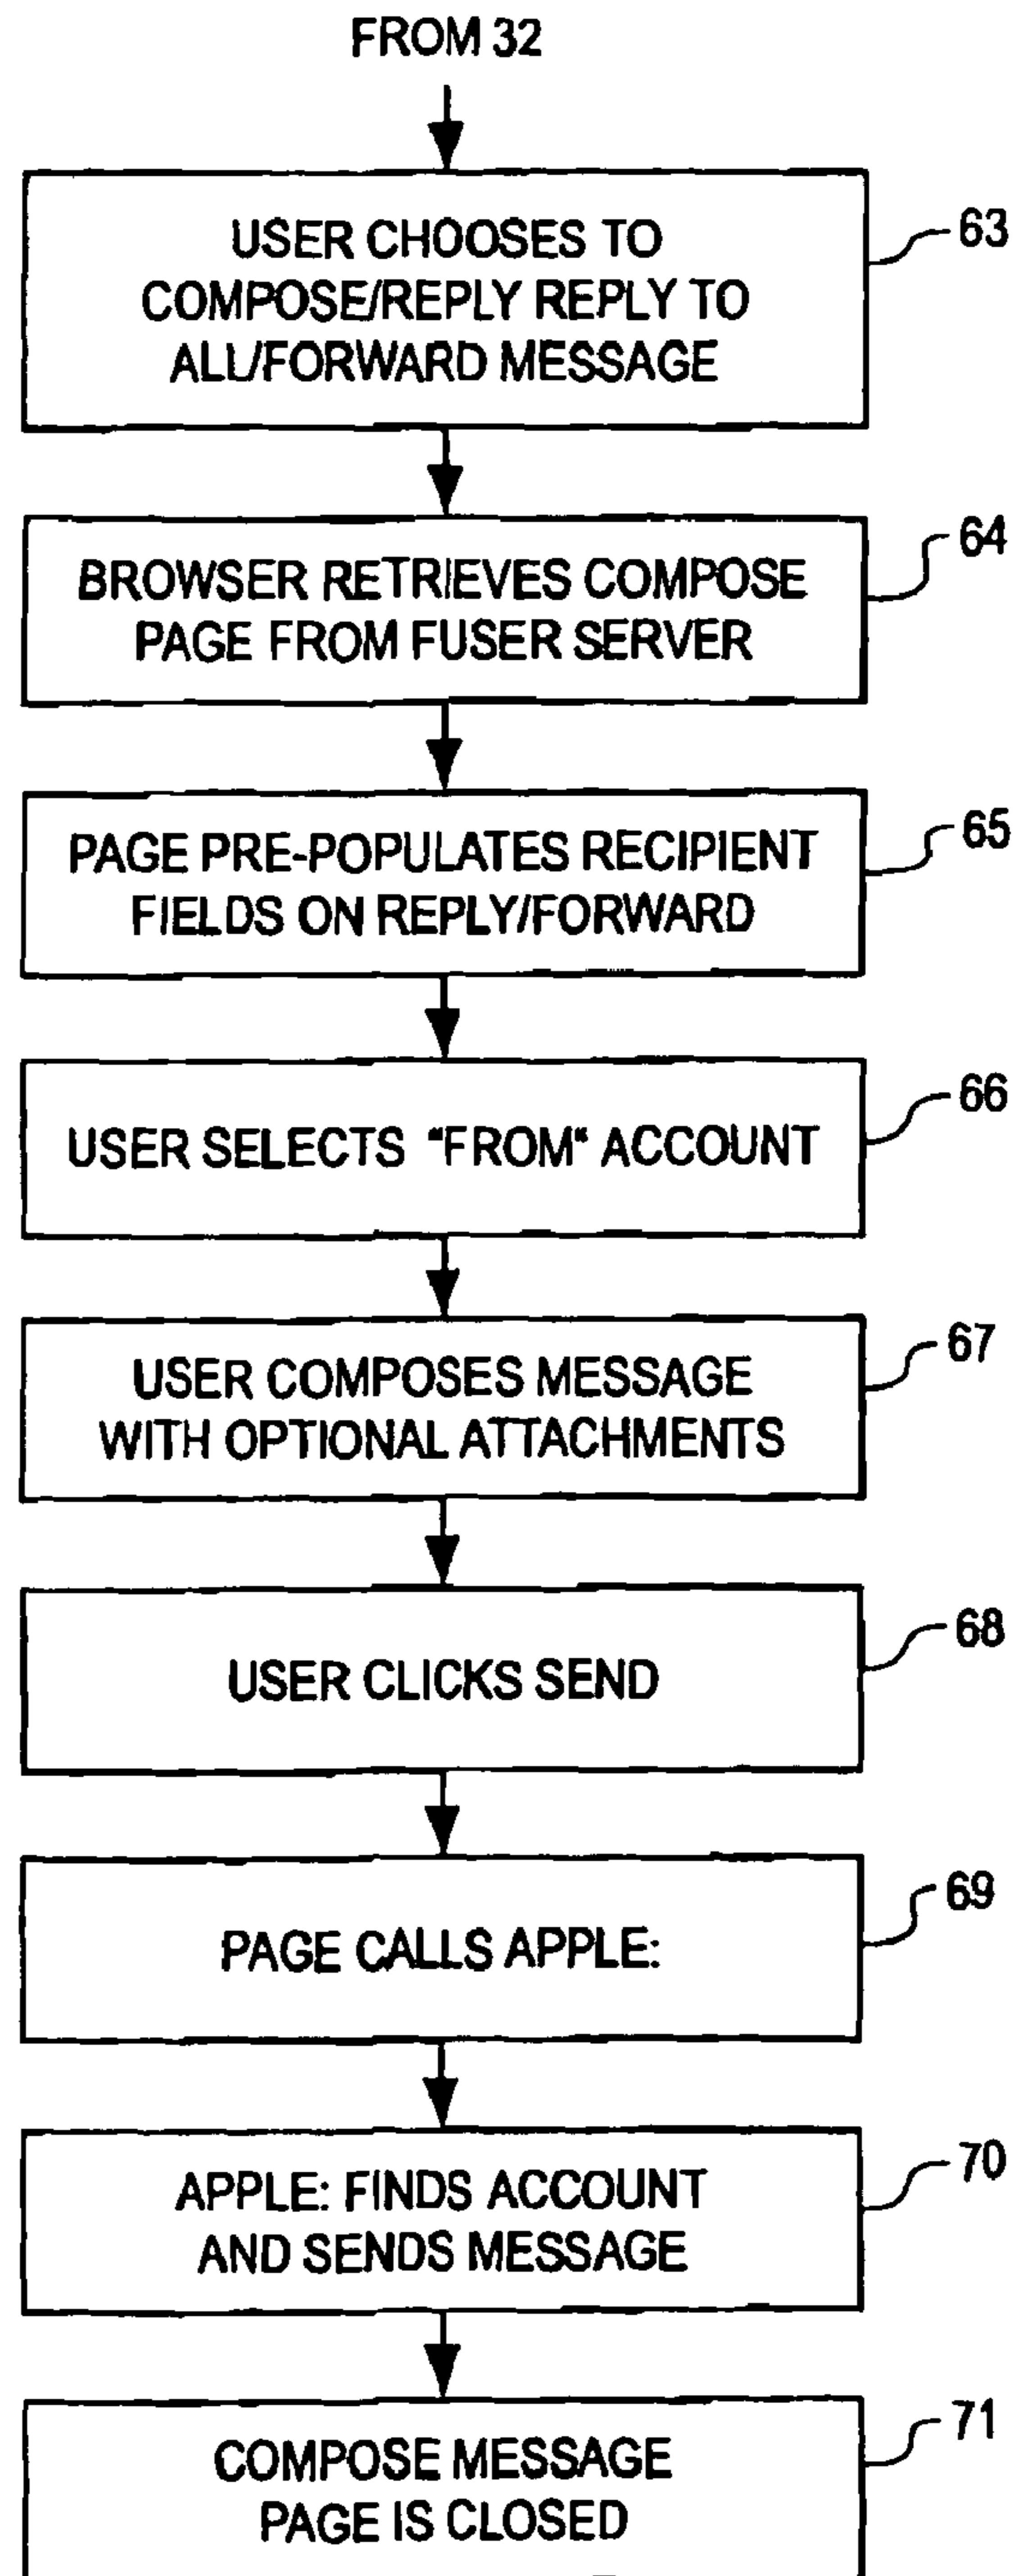 FROM 32
USER CHOOSES TO
COMPOSE/REPLY REPLY TO
ALL/FORWARD MESSAGE
63
BROWSER RETRIEVES COMPOSE
PAGE FROM FUSER SERVER
64
PAGE PRE-POPULATES RECIPIENT
FIELDS ON REPLY/FORWARD
65
USER SELECTS "FROM" ACCOUNT
66
USER COMPOSES MESSAGE
WITH OPTIONAL ATTACHMENTS
67
USER CLICKS SEND
68
PAGE CALLS APPLE:
69
APPLE: FINDS ACCOUNT
AND SENDS MESSAGE
70
COMPOSE MESSAGE
PAGE IS CLOSED
71